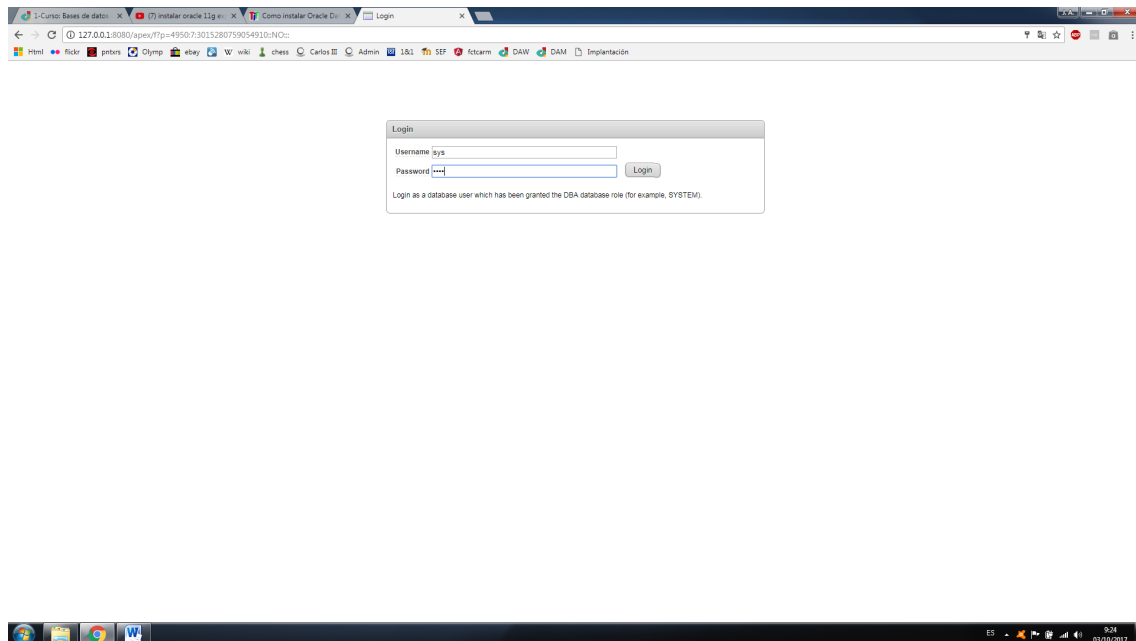 1-Curso: Bases de datos
(7) instalar oracle 11g ex
Como instalar Oracle Da
Login
127.0.0.1:8080/apex/f?p=4950:7:3015280759054910::NO:::
Html
flickr
pntxrs
Olymp
ebay
W wiki
chess
Carlos III
Admin
1&1
SEF
fctcarm
DAW
DAM
Implantación
Login
Username sys
Password ••••
Login
Login as a database user which has been granted the DBA database role (for example, SYSTEM).
ES
9:24
03/10/2017